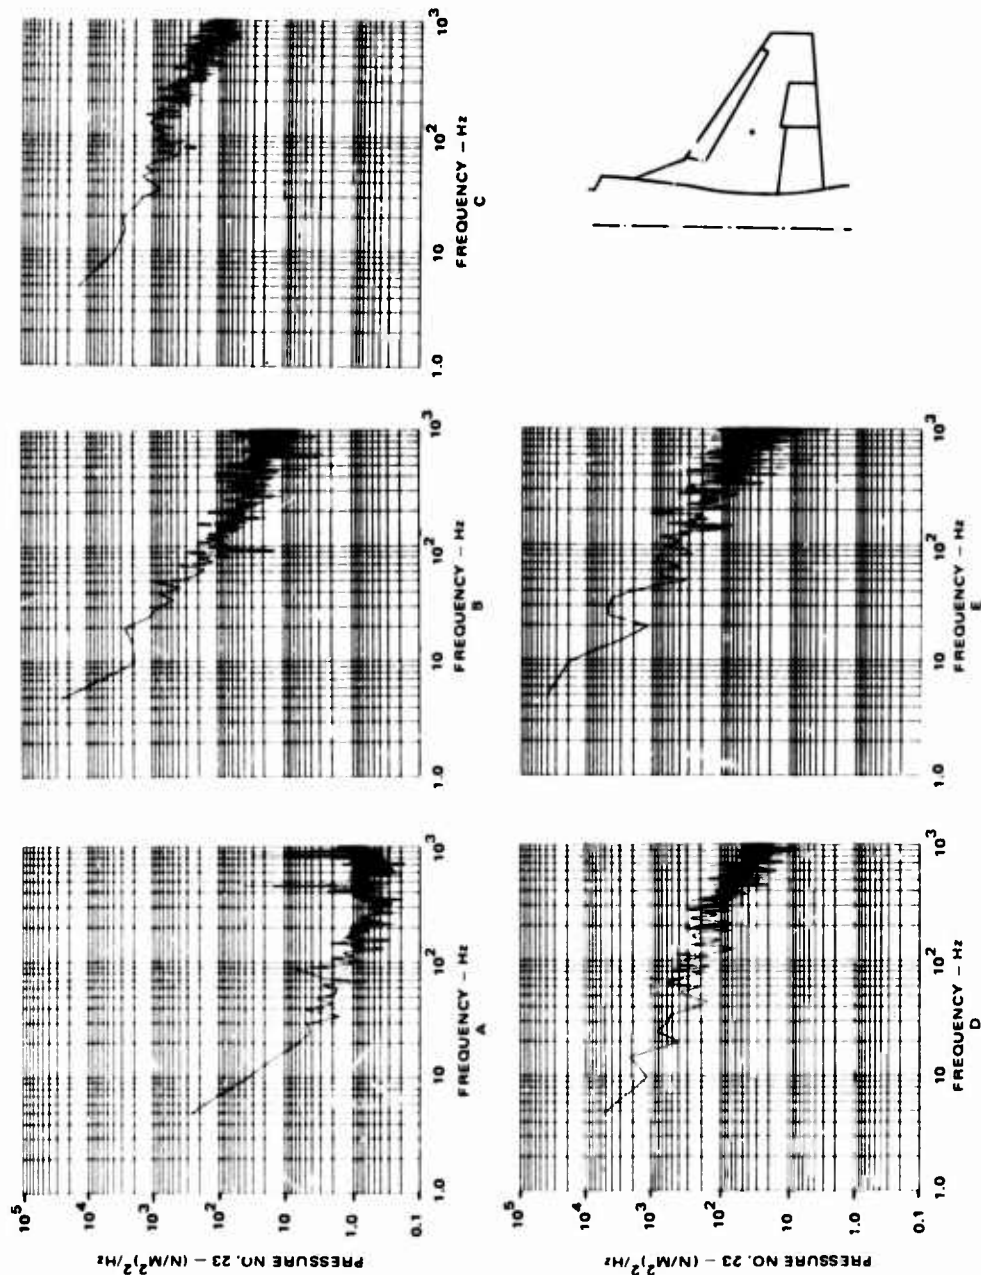 PRESSURE NO. 23 – (N/M²)²/Hz
10⁵
10⁴
10³
10²
10
1.0
0.1
1.0
10
10²
10³
FREQUENCY – Hz
A
1.0
10
10²
10³
FREQUENCY – Hz
B
1.0
10
10²
10³
FREQUENCY – Hz
C
PRESSURE NO. 23 – (N/M²)²/Hz
10⁵
10⁴
10³
10²
10
1.0
0.1
1.0
10
10²
10³
FREQUENCY – Hz
D
1.0
10
10²
10³
FREQUENCY – Hz
E